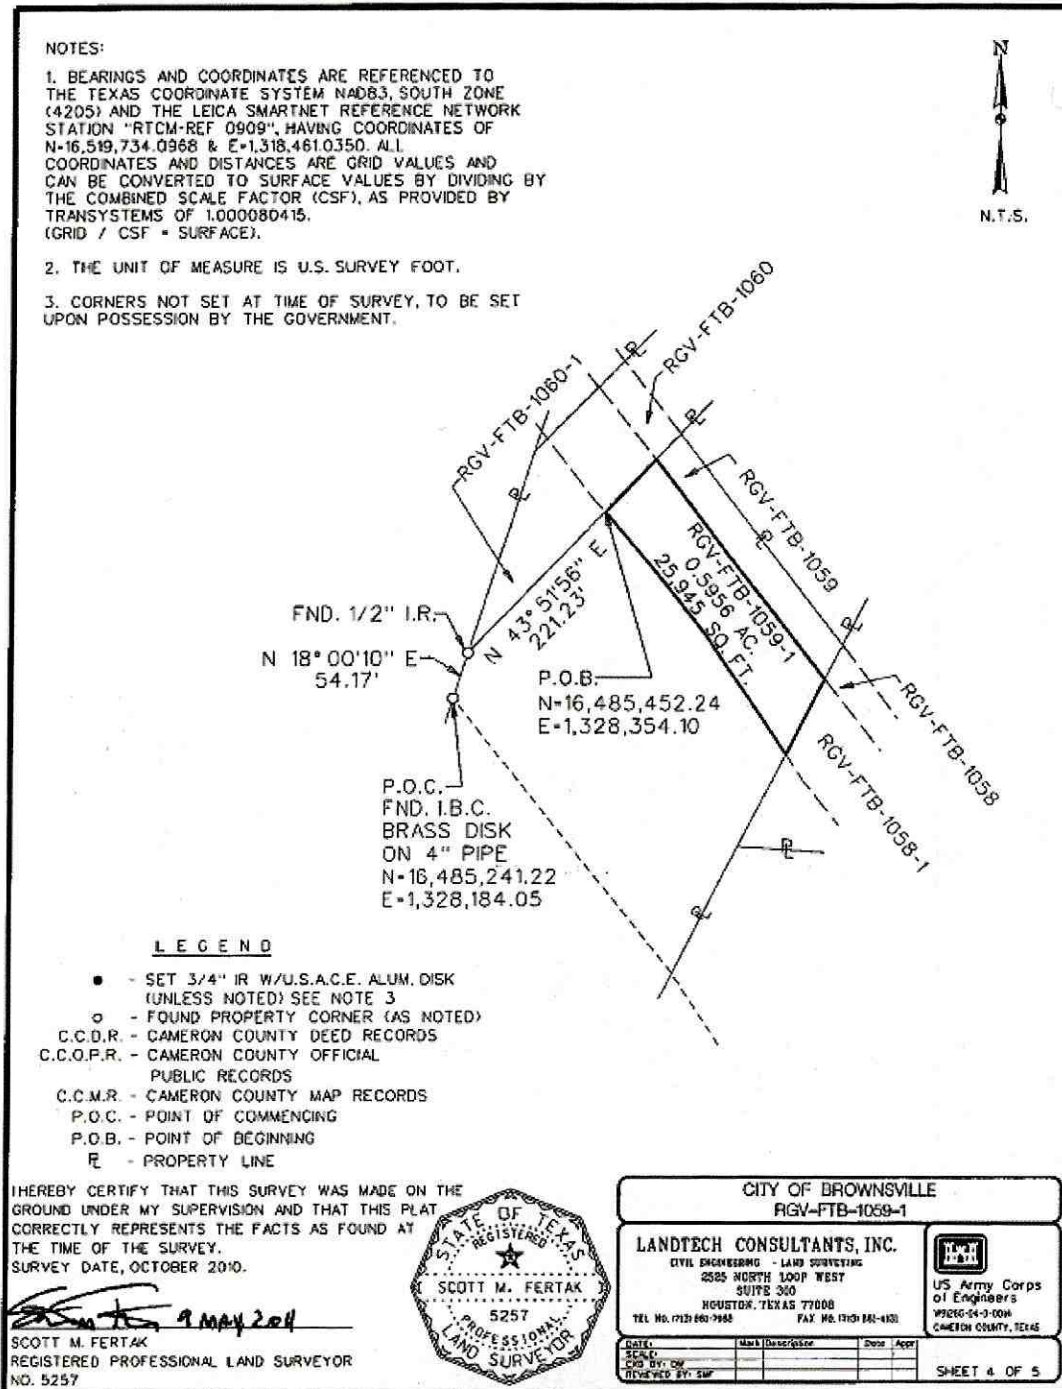 NOTES:
1. BEARINGS AND COORDINATES ARE REFERENCED TO
THE TEXAS COORDINATE SYSTEM NAD83, SOUTH ZONE
(4205) AND THE LEICA SMARTNET REFERENCE NETWORK
STATION "RTCM-REF 0909", HAVING COORDINATES OF
N=16,519,734.0968 & E=1,318,461.0350. ALL
COORDINATES AND DISTANCES ARE GRID VALUES AND
CAN BE CONVERTED TO SURFACE VALUES BY DIVIDING BY
THE COMBINED SCALE FACTOR (CSF), AS PROVIDED BY
TRANSYSTEMS OF 1.000080415.
(GRID / CSF = SURFACE).
2. THE UNIT OF MEASURE IS U.S. SURVEY FOOT.
3. CORNERS NOT SET AT TIME OF SURVEY, TO BE SET
UPON POSSESSION BY THE GOVERNMENT.
N
N.T.S.
RGV-FTB-1060
RGV-FTB-1060-1
RGV-FTB-1059
RGV-FTB-1059-1
0.5956 AC.
25,945 SQ. FT.
RGV-FTB-1058
RGV-FTB-1058-1
N 43° 51'56" E
221.23'
FND. 1/2" I.R.
N 18° 00'10" E
54.17'
P.O.B.
N=16,485,452.24
E=1,328,354.10
P.O.C.
FND. I.B.C.
BRASS DISK
ON 4" PIPE
N=16,485,241.22
E=1,328,184.05
LEGEND
● - SET 3/4" IR W/U.S.A.C.E. ALUM. DISK
(UNLESS NOTED) SEE NOTE 3
○ - FOUND PROPERTY CORNER (AS NOTED)
C.C.D.R. - CAMERON COUNTY DEED RECORDS
C.C.O.P.R. - CAMERON COUNTY OFFICIAL
PUBLIC RECORDS
C.C.M.R. - CAMERON COUNTY MAP RECORDS
P.O.C. - POINT OF COMMENCING
P.O.B. - POINT OF BEGINNING
PL - PROPERTY LINE
I HEREBY CERTIFY THAT THIS SURVEY WAS MADE ON THE
GROUND UNDER MY SUPERVISION AND THAT THIS PLAT
CORRECTLY REPRESENTS THE FACTS AS FOUND AT
THE TIME OF THE SURVEY.
SURVEY DATE, OCTOBER 2010.
9 MAY 2011
SCOTT M. FERTAK
REGISTERED PROFESSIONAL LAND SURVEYOR
NO. 5257
STATE OF TEXAS
REGISTERED
SCOTT M. FERTAK
5257
PROFESSIONAL
LAND SURVEYOR
CITY OF BROWNSVILLE
RGV-FTB-1059-1
LANDTECH CONSULTANTS, INC.
CIVIL ENGINEERING - LAND SURVEYING
2525 NORTH LOOP WEST
SUITE 300
HOUSTON, TEXAS 77008
US Army Corps
of Engineers
CAMERON COUNTY, TEXAS
DATE:
SCALE:
REVIEWED BY: SMF
Mark Description Date Appr
SHEET 4 OF 5